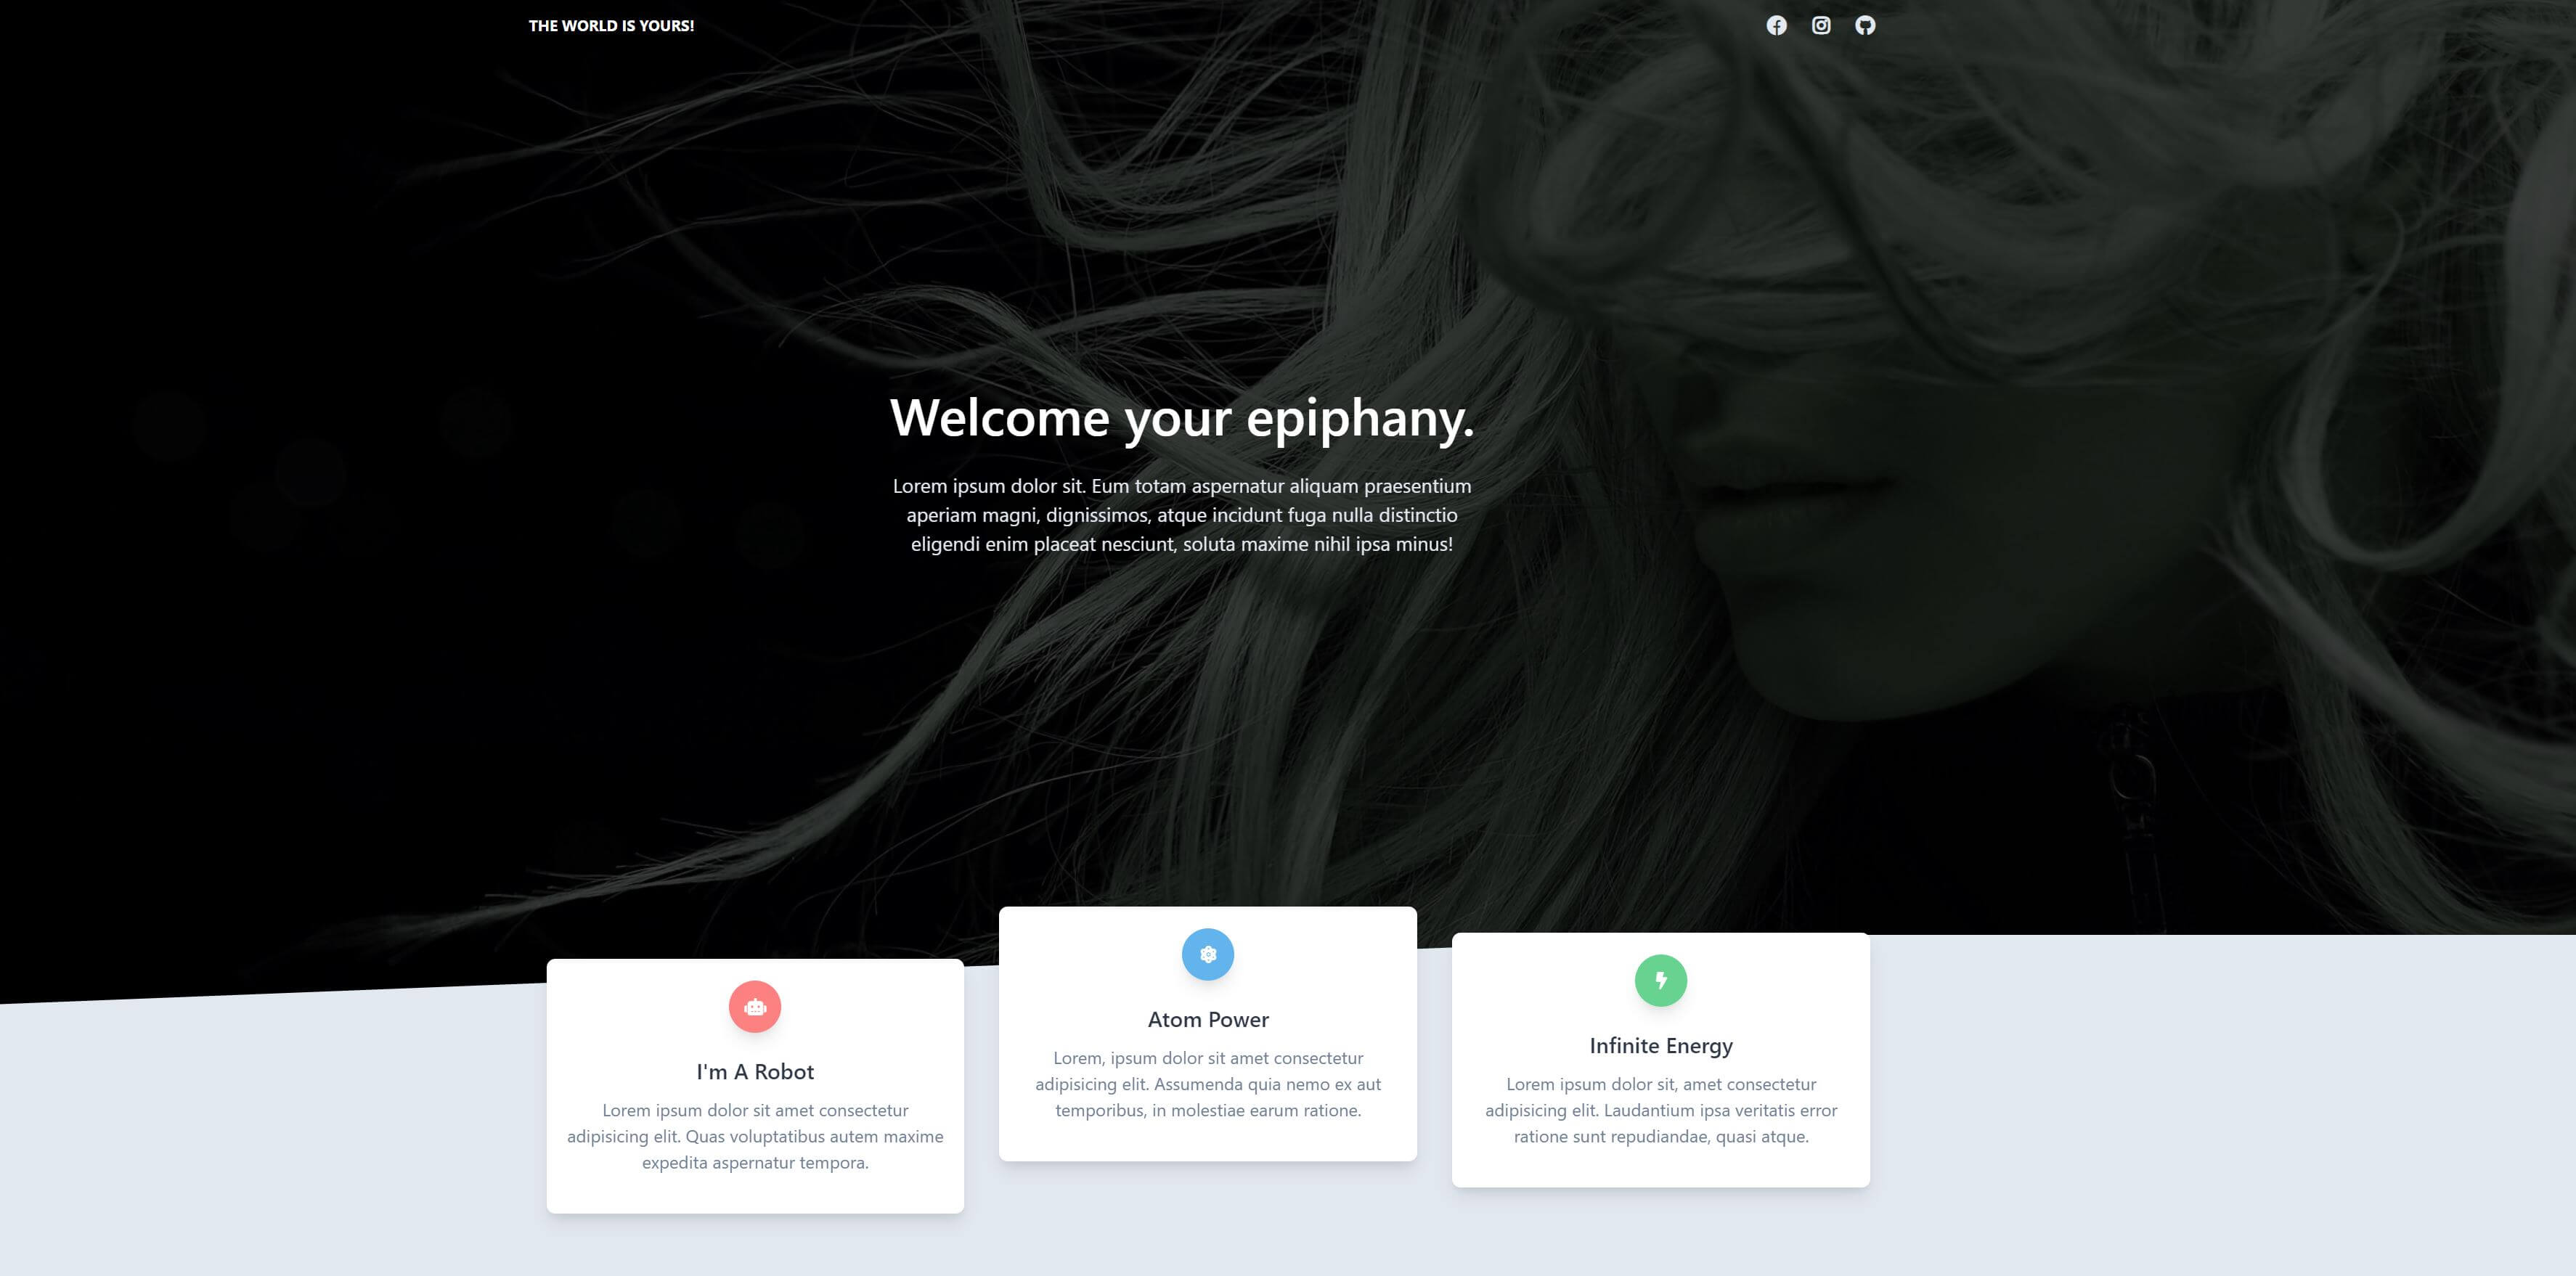 THE WORLD IS YOURS!
Welcome your epiphany.
Lorem ipsum dolor sit. Eum totam aspernatur aliquam praesentium
aperiam magni, dignissimos, atque incidunt fuga nulla distinctio
eligendi enim placeat nesciunt, soluta maxime nihil ipsa minus!
I'm A Robot
Lorem ipsum dolor sit amet consectetur
adipisicing elit. Quas voluptatibus autem maxime
expedita aspernatur tempora.
Atom Power
Lorem, ipsum dolor sit amet consectetur
adipisicing elit. Assumenda quia nemo ex aut
temporibus, in molestiae earum ratione.
Infinite Energy
Lorem ipsum dolor sit, amet consectetur
adipisicing elit. Laudantium ipsa veritatis error
ratione sunt repudiandae, quasi atque.